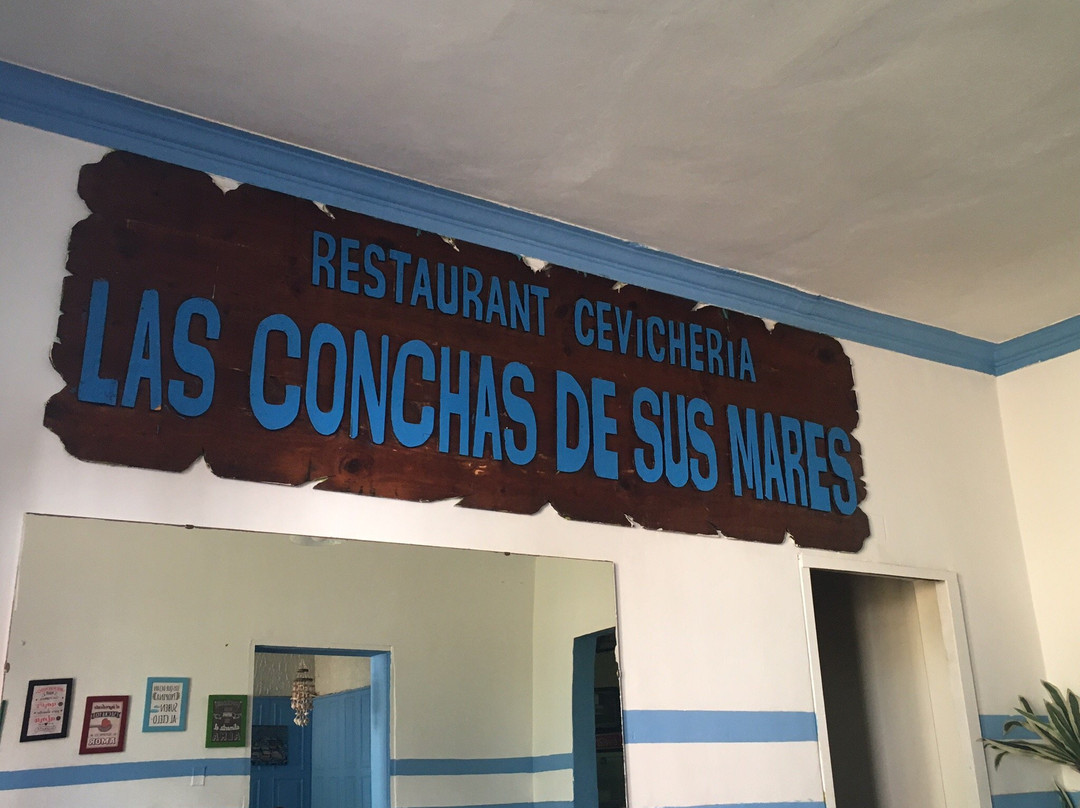 RESTAURANT CEVICHERiA
LAS CONCHAS DE SUS MARES